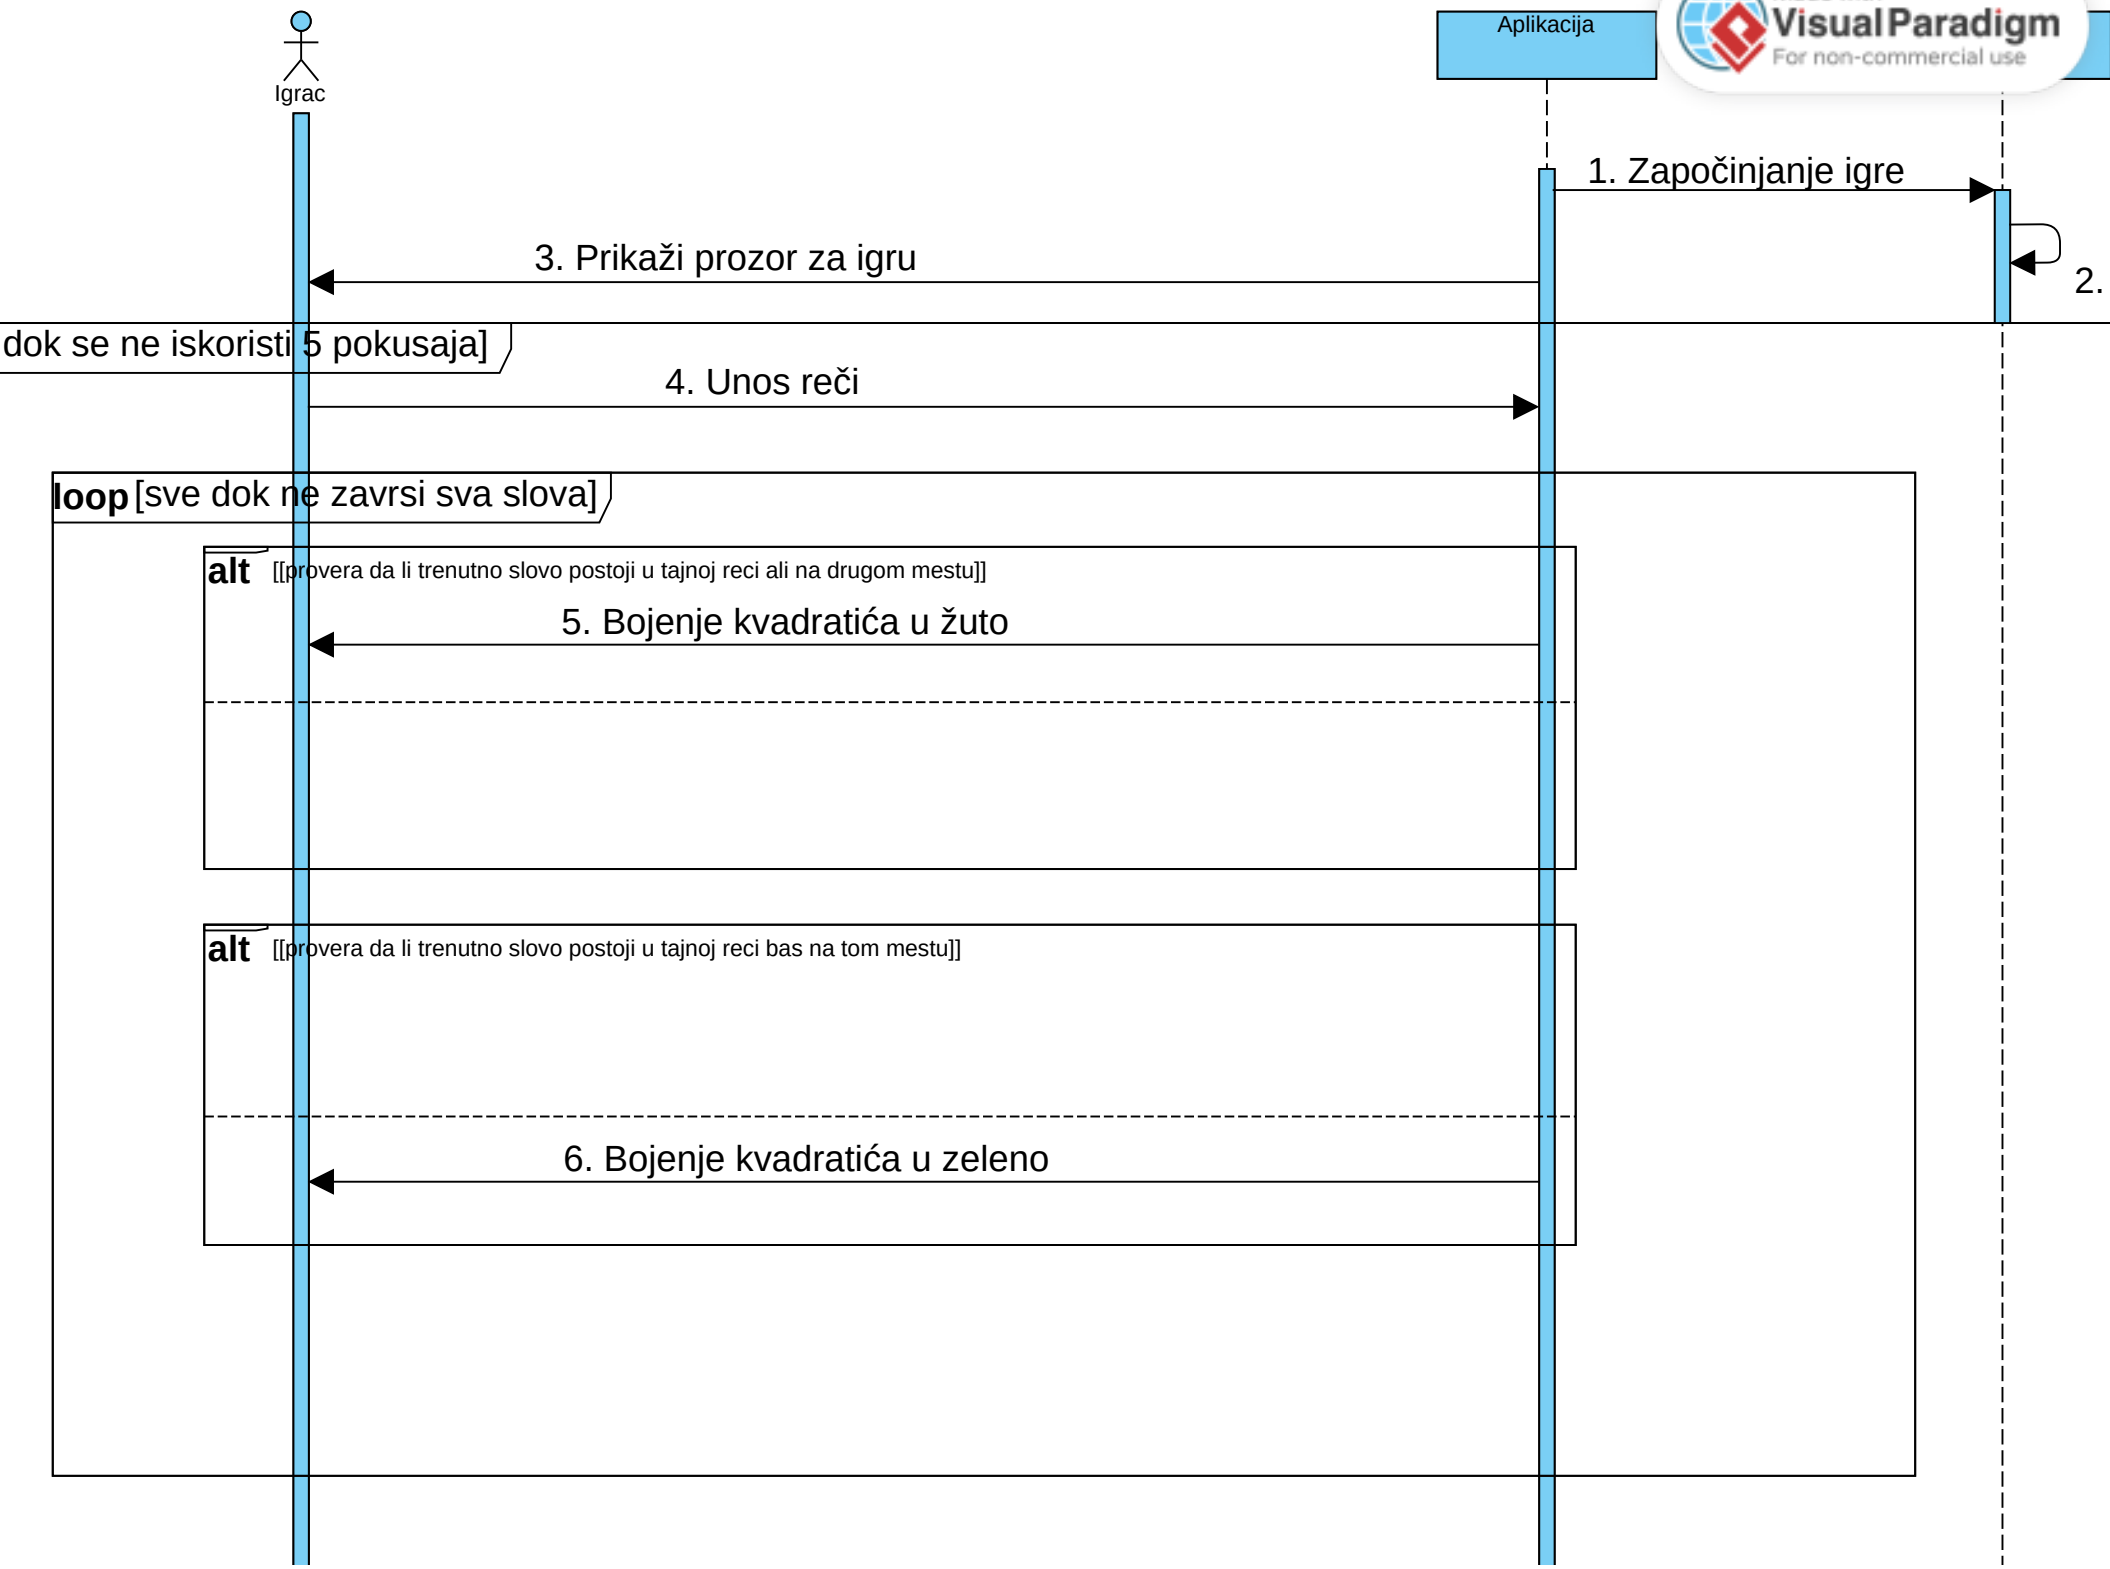 Igrac
Aplikacija
Visual Paradigm
For non-commercial use
1. Započinjanje igre
3. Prikaži prozor za igru
2.
dok se ne iskoristi 5 pokusaja]
4. Unos reči
loop [sve dok ne zavrsi sva slova]
alt [[provera da li trenutno slovo postoji u tajnoj reci ali na drugom mestu]]
5. Bojenje kvadratića u žuto
alt [[provera da li trenutno slovo postoji u tajnoj reci bas na tom mestu]]
6. Bojenje kvadratića u zeleno